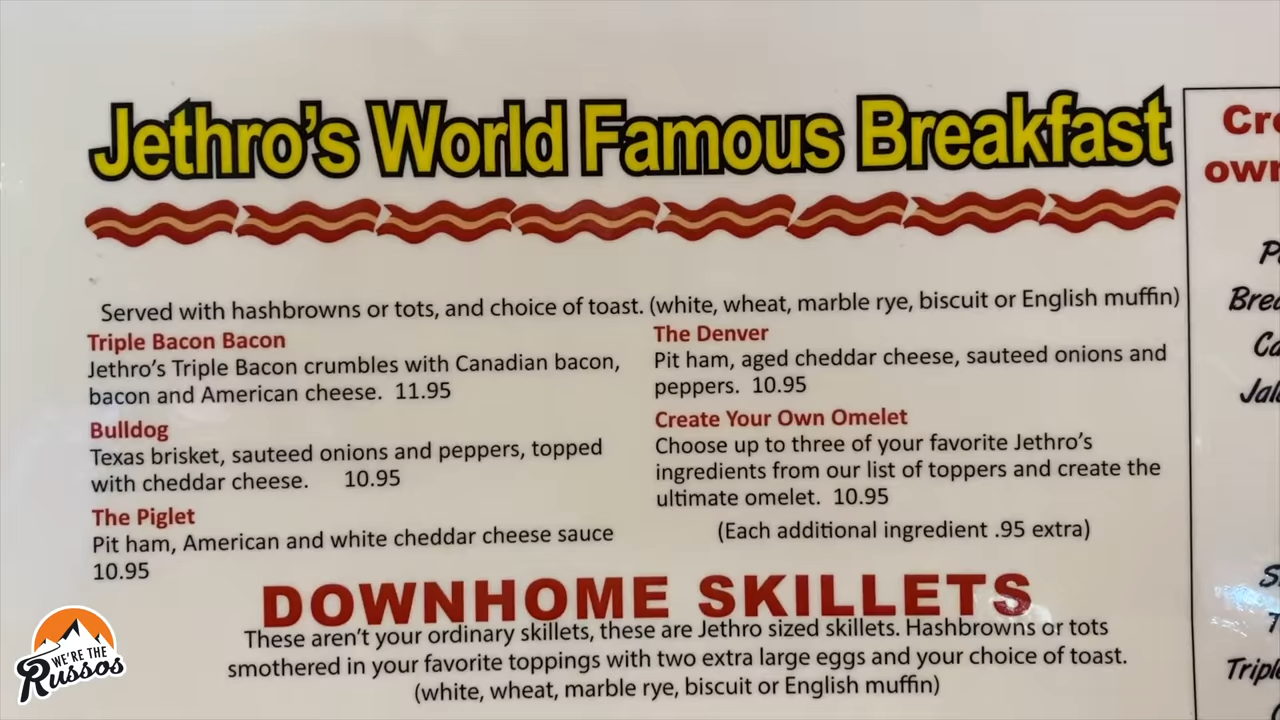 Jethro's World Famous Breakfast
Served with hashbrowns or tots, and choice of toast. (white, wheat, marble rye, biscuit or English muffin)
Triple Bacon Bacon
Jethro's Triple Bacon crumbles with Canadian bacon,
bacon and American cheese. 11.95
Bulldog
Texas brisket, sauteed onions and peppers, topped
with cheddar cheese. 10.95
The Piglet
Pit ham, American and white cheddar cheese sauce
10.95
The Denver
Pit ham, aged cheddar cheese, sauteed onions and
peppers. 10.95
Create Your Own Omelet
Choose up to three of your favorite Jethro's
ingredients from our list of toppers and create the
ultimate omelet. 10.95
(Each additional ingredient .95 extra)
DOWNHOME SKILLETS
These aren't your ordinary skillets, these are Jethro sized skillets. Hashbrowns or tots
smothered in your favorite toppings with two extra large eggs and your choice of toast.
(white, wheat, marble rye, biscuit or English muffin)
WE'RE THE
RUSSOS